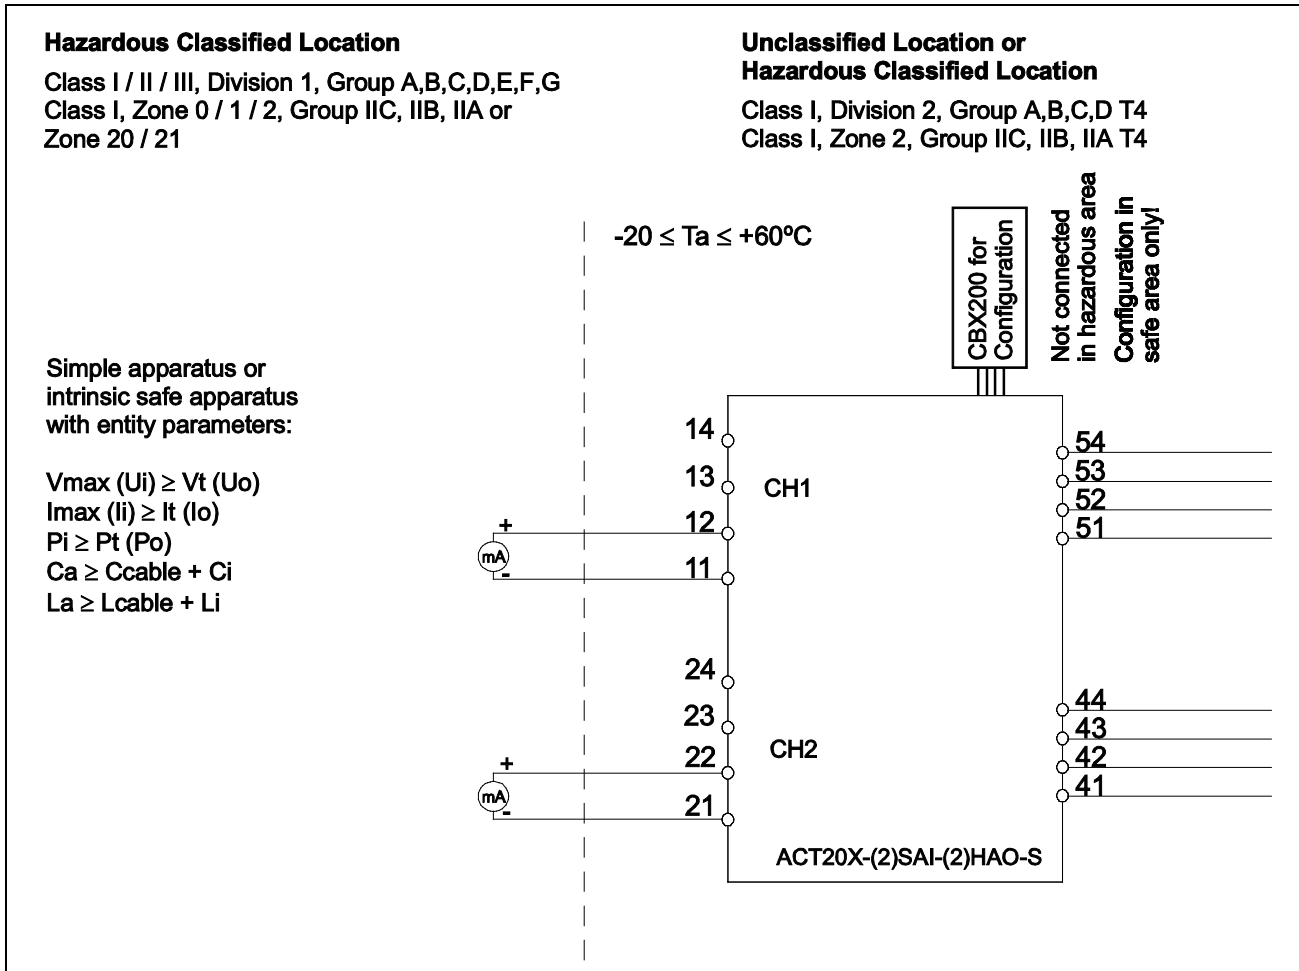 Hazardous Classified Location
Class I / II / III, Division 1, Group A,B,C,D,E,F,G
Class I, Zone 0 / 1 / 2, Group IIC, IIB, IIA or
Zone 20 / 21
Unclassified Location or
Hazardous Classified Location
Class I, Division 2, Group A,B,C,D T4
Class I, Zone 2, Group IIC, IIB, IIA T4
-20 ≤ Ta ≤ +60ºC
CBX200 for
Configuration
Not connected
in hazardous area
Configuration in
safe area only!
Simple apparatus or
intrinsic safe apparatus
with entity parameters:
Vmax (Ui) ≥ Vt (Uo)
Imax (Ii) ≥ It (Io)
Pi ≥ Pt (Po)
Ca ≥ Ccable + Ci
La ≥ Lcable + Li
14
13
CH1
12
+
mA
-
11
54
53
52
51
24
23
CH2
22
+
mA
-
21
44
43
42
41
ACT20X-(2)SAI-(2)HAO-S